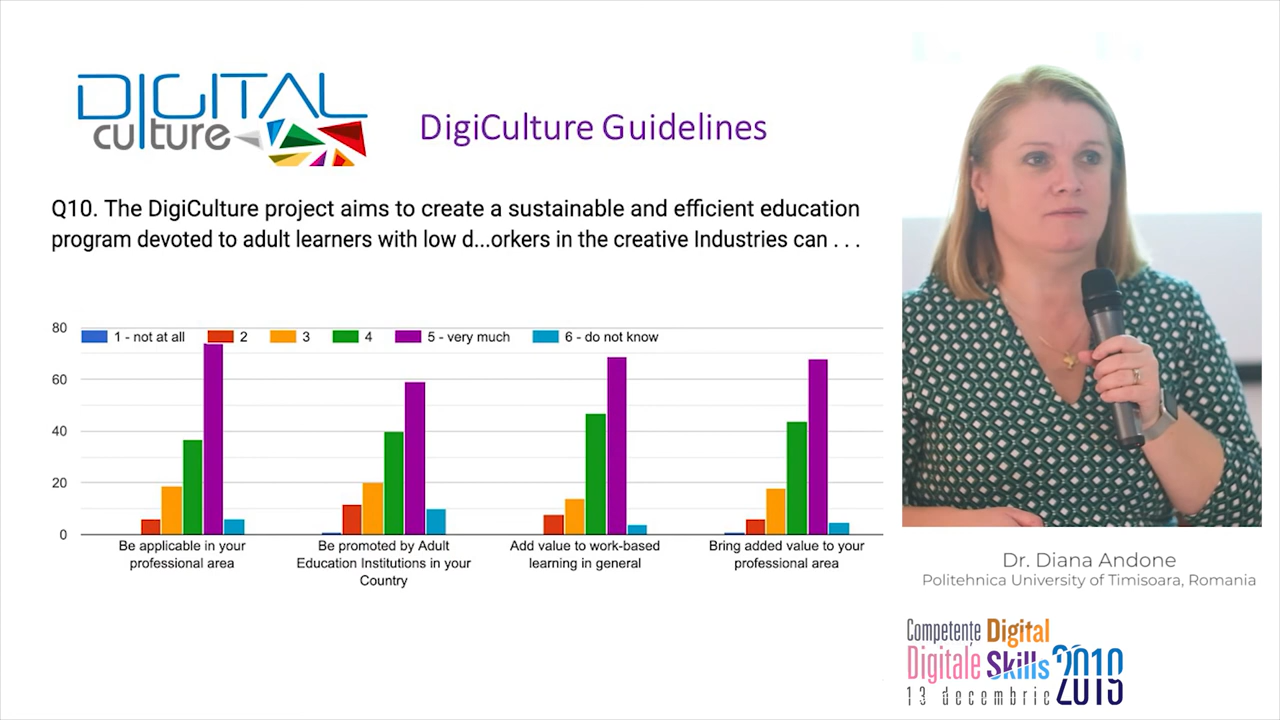 DIGITAL
culture
DigiCulture Guidelines
Q10. The DigiCulture project aims to create a sustainable and efficient education
program devoted to adult learners with low d...orkers in the creative Industries can . . .
80
1 - not at all
2
3
4
5 - very much
6 - do not know
60
40
20
0
Be applicable in your
professional area
Be promoted by Adult
Education Institutions in your
Country
Add value to work-based
learning in general
Bring added value to your
professional area
Dr. Diana Andone
Politehnica University of Timisoara, Romania
Competențe Digital
Digitale Skills 2019
13 decembrie